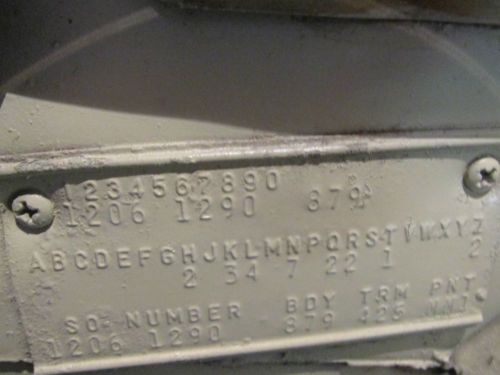 1234567890
1206 1290 879
ABCDEFGHJKLMNPQRSTVWXYZ
2 34 7 22 1 2
SO NUMBER BDY TRM PNT
1206 1290 879 426 NN1